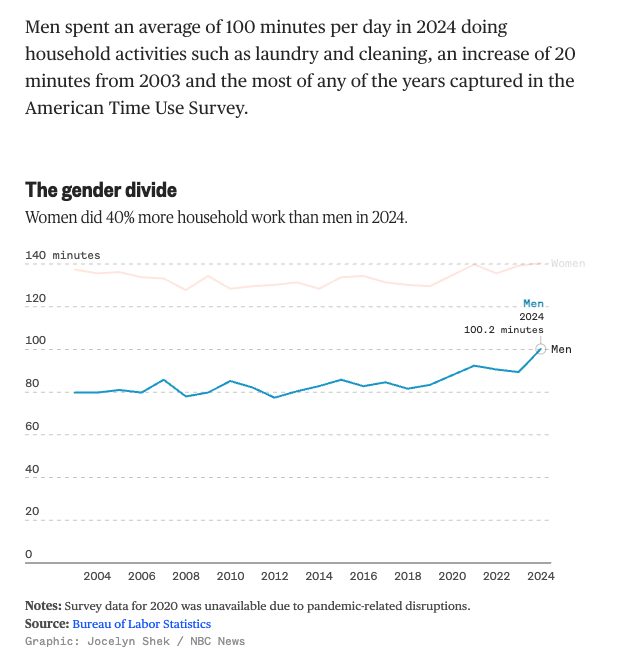 Men spent an average of 100 minutes per day in 2024 doing
household activities such as laundry and cleaning, an increase of 20
minutes from 2003 and the most of any of the years captured in the
American Time Use Survey.
The gender divide
Women did 40% more household work than men in 2024.
140 minutes
Women
120
Men
2024
100.2 minutes
100
Men
80
60
40
20
0
2004 2006 2008 2010 2012 2014 2016 2018 2020 2022 2024
Notes: Survey data for 2020 was unavailable due to pandemic-related disruptions.
Source: Bureau of Labor Statistics
Graphic: Jocelyn Shek / NBC News